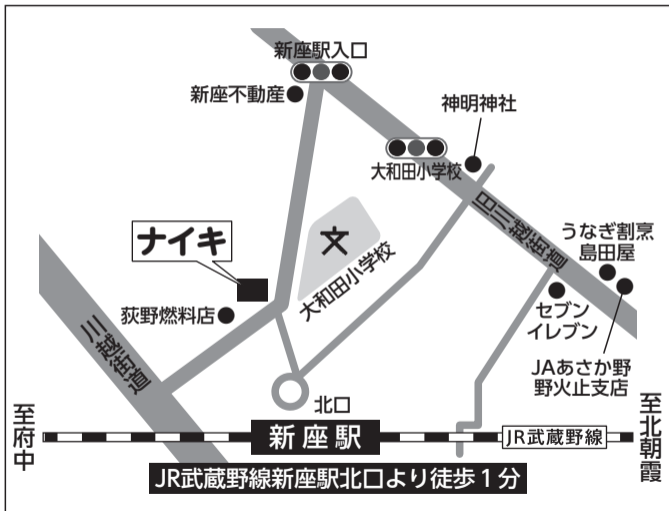 新座駅入口
新座不動産
神明神社
大和田小学校
旧川越街道
うなぎ割烹
島田屋
ナイキ
文
大和田小学校
荻野燃料店
セブン
イレブン
JAあさか野
野火止支店
川越街道
北口
至府中
新座駅
JR武蔵野線
至北朝霞
JR武蔵野線新座駅北口より徒歩1分